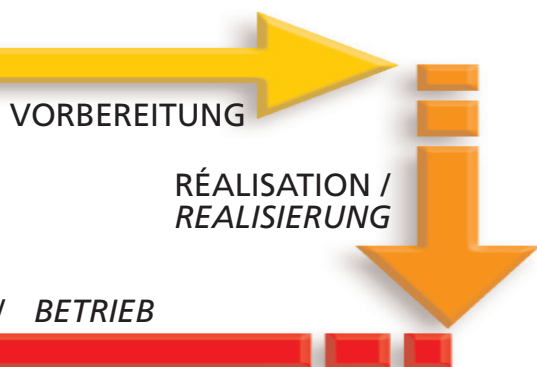 VORBEREITUNG
RÉALISATION /
REALISIERUNG
/ BETRIEB